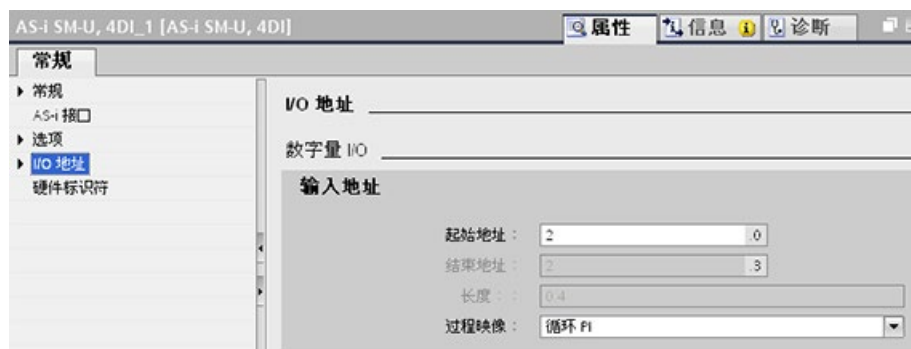 AS-i SM-U, 4DI_1 [AS-i SM-U, 4DI]
属性
信息
诊断
常规
常规
AS-i 接口
选项
I/O 地址
硬件标识符
I/O 地址
数字量 I/O
输入地址
起始地址： 2 .0
结束地址： 2 .3
长度：： 0.4
过程映像： 循环 PI